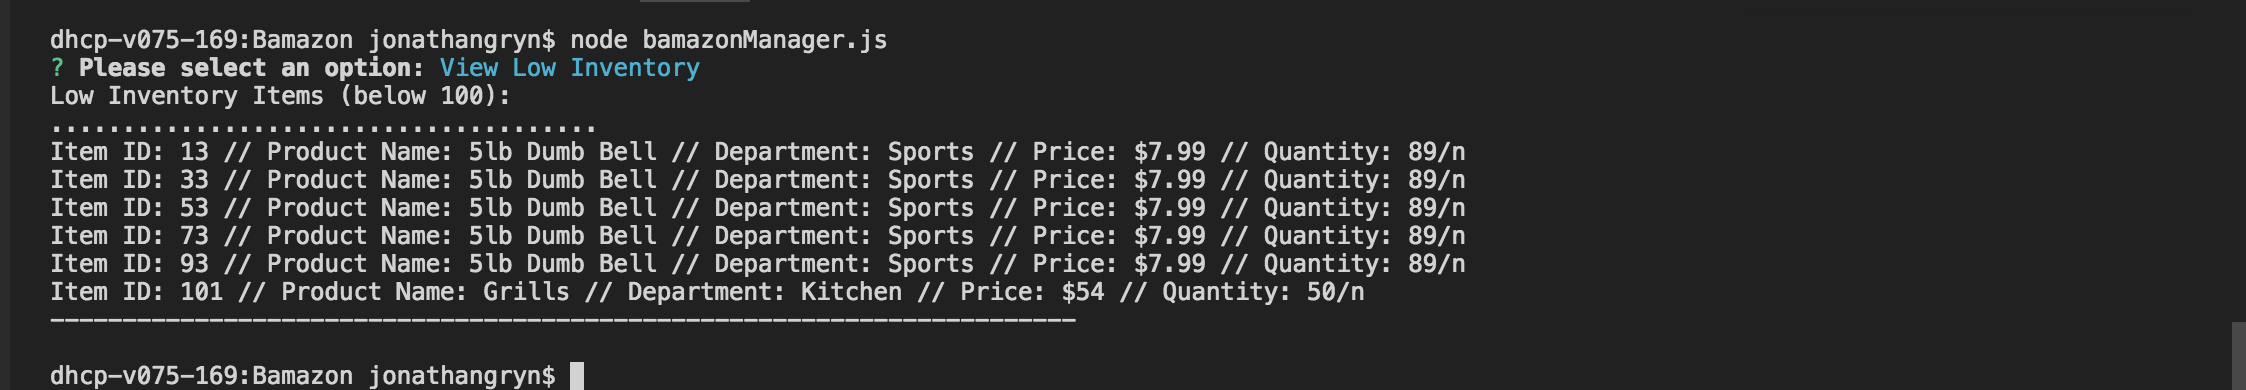 dhcp-v075-169:Bamazon jonathangryn$ node bamazonManager.js
? Please select an option: View Low Inventory
Low Inventory Items (below 100):
......................................
Item ID: 13 // Product Name: 5lb Dumb Bell // Department: Sports // Price: $7.99 // Quantity: 89/n
Item ID: 33 // Product Name: 5lb Dumb Bell // Department: Sports // Price: $7.99 // Quantity: 89/n
Item ID: 53 // Product Name: 5lb Dumb Bell // Department: Sports // Price: $7.99 // Quantity: 89/n
Item ID: 73 // Product Name: 5lb Dumb Bell // Department: Sports // Price: $7.99 // Quantity: 89/n
Item ID: 93 // Product Name: 5lb Dumb Bell // Department: Sports // Price: $7.99 // Quantity: 89/n
Item ID: 101 // Product Name: Grills // Department: Kitchen // Price: $54 // Quantity: 50/n
-----------------------------------------------------------------------
dhcp-v075-169:Bamazon jonathangryn$